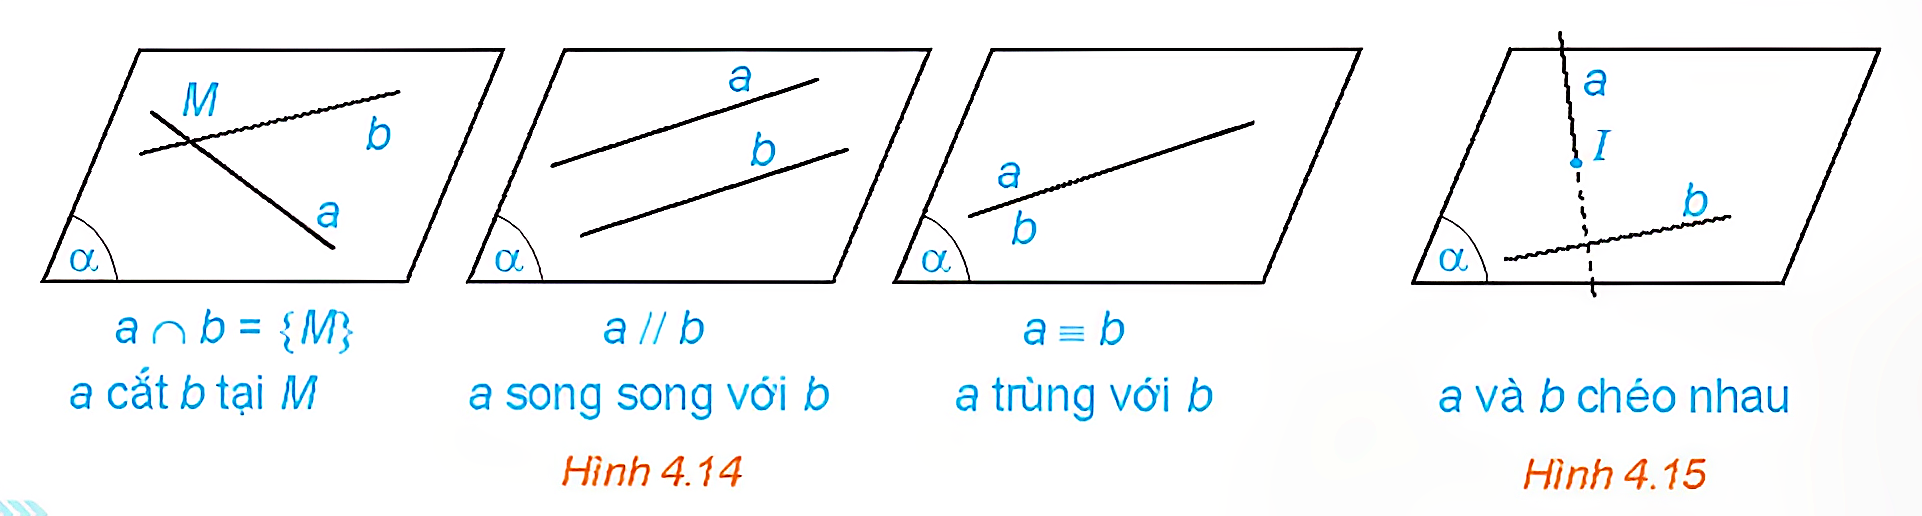 M
b
a
α
a ∩ b = {M}
a cắt b tại M
a
b
α
a // b
a song song với b
a
b
α
a ≡ b
a trùng với b
Hình 4.14
a
I
b
α
a và b chéo nhau
Hình 4.15